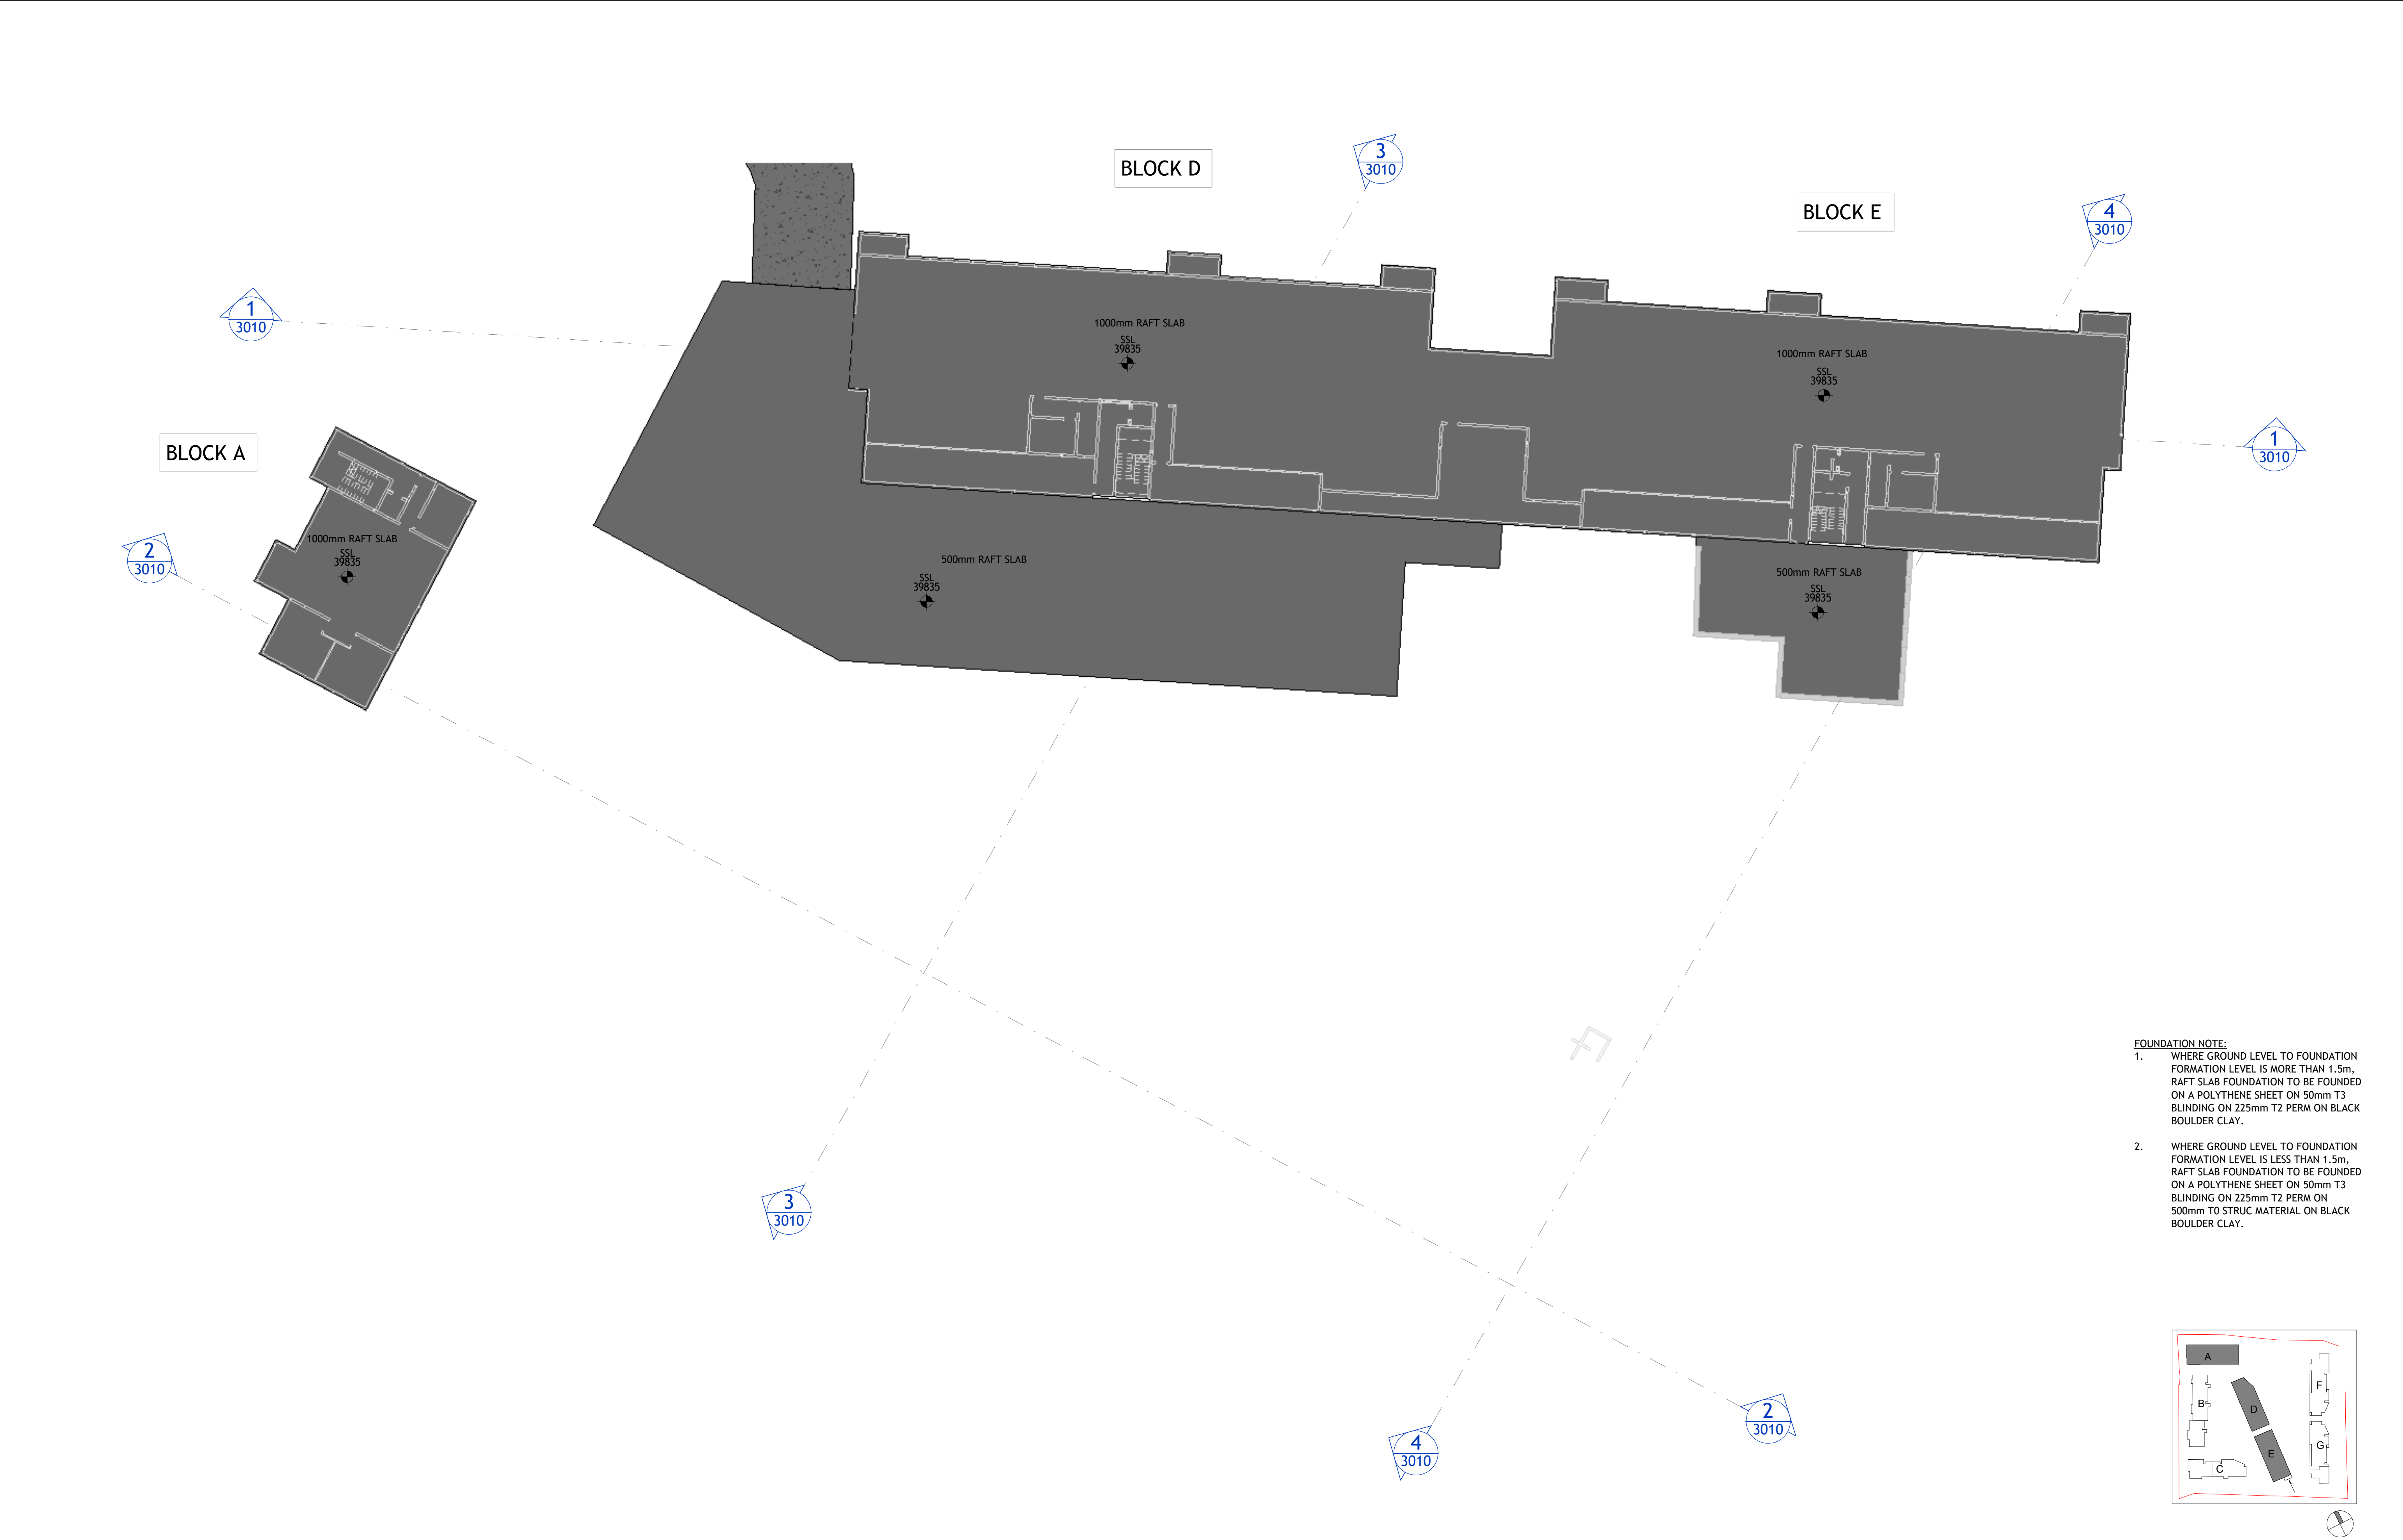 BLOCK D
3
3010
BLOCK E
4
3010
1
3010
1000mm RAFT SLAB
SSL
39835
1000mm RAFT SLAB
SSL
39835
BLOCK A
1
3010
2
3010
1000mm RAFT SLAB
SSL
39835
500mm RAFT SLAB
SSL
39835
500mm RAFT SLAB
SSL
39835
FOUNDATION NOTE:
1. WHERE GROUND LEVEL TO FOUNDATION
FORMATION LEVEL IS MORE THAN 1.5m,
RAFT SLAB FOUNDATION TO BE FOUNDED
ON A POLYTHENE SHEET ON 50mm T3
BLINDING ON 225mm T2 PERM ON BLACK
BOULDER CLAY.
2. WHERE GROUND LEVEL TO FOUNDATION
FORMATION LEVEL IS LESS THAN 1.5m,
RAFT SLAB FOUNDATION TO BE FOUNDED
ON A POLYTHENE SHEET ON 50mm T3
BLINDING ON 225mm T2 PERM ON
500mm T0 STRUC MATERIAL ON BLACK
BOULDER CLAY.
3
3010
2
3010
4
3010
A
B
C
D
E
F
G